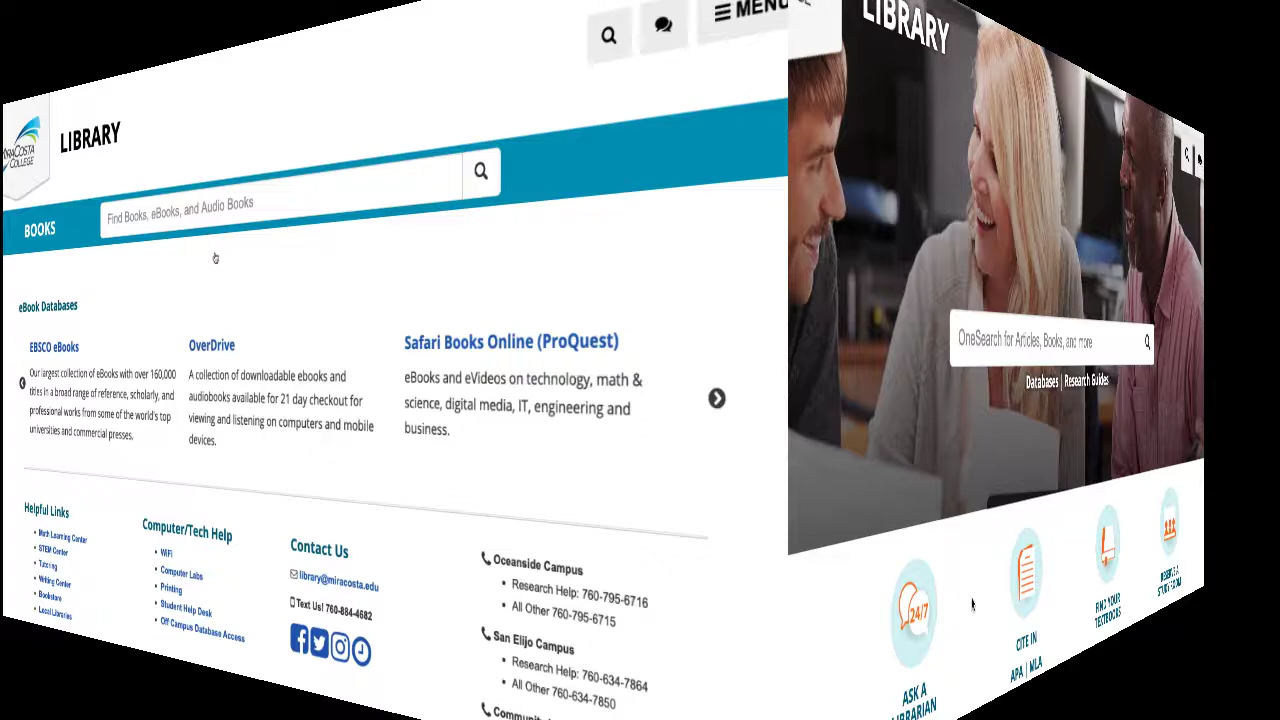 MENU
LIBRARY
MIRACOSTA
COLLEGE
LIBRARY
BOOKS
Find Books, eBooks, and Audio Books
eBook Databases
EBSCO eBooks
Our largest collection of eBooks with over 160,000
titles in a broad range of reference, scholarly, and
professional works from some of the world's top
universities and commercial presses.
OverDrive
A collection of downloadable ebooks and
audiobooks available for 21 day checkout for
viewing and listening on computers and mobile
devices.
Safari Books Online (ProQuest)
eBooks and eVideos on technology, math &
science, digital media, IT, engineering and
business.
Helpful Links
Math Learning Center
STEM Center
Tutoring
Writing Center
Bookstore
Local Libraries
Computer/Tech Help
WiFi
Computer Labs
Printing
Student Help Desk
Off Campus Database Access
Contact Us
library@miracosta.edu
Text Us! 760-884-4682
Oceanside Campus
Research Help: 760-795-6716
All Other 760-795-6715
San Elijo Campus
Research Help: 760-634-7864
All Other 760-634-7850
OneSearch for Articles, Books, and more
Databases | Research Guides
24/7
ASK A
LIBRARIAN
CITE IN
APA | MLA
FIND YOUR
TEXTBOOKS
RESERVE A
STUDY ROOM